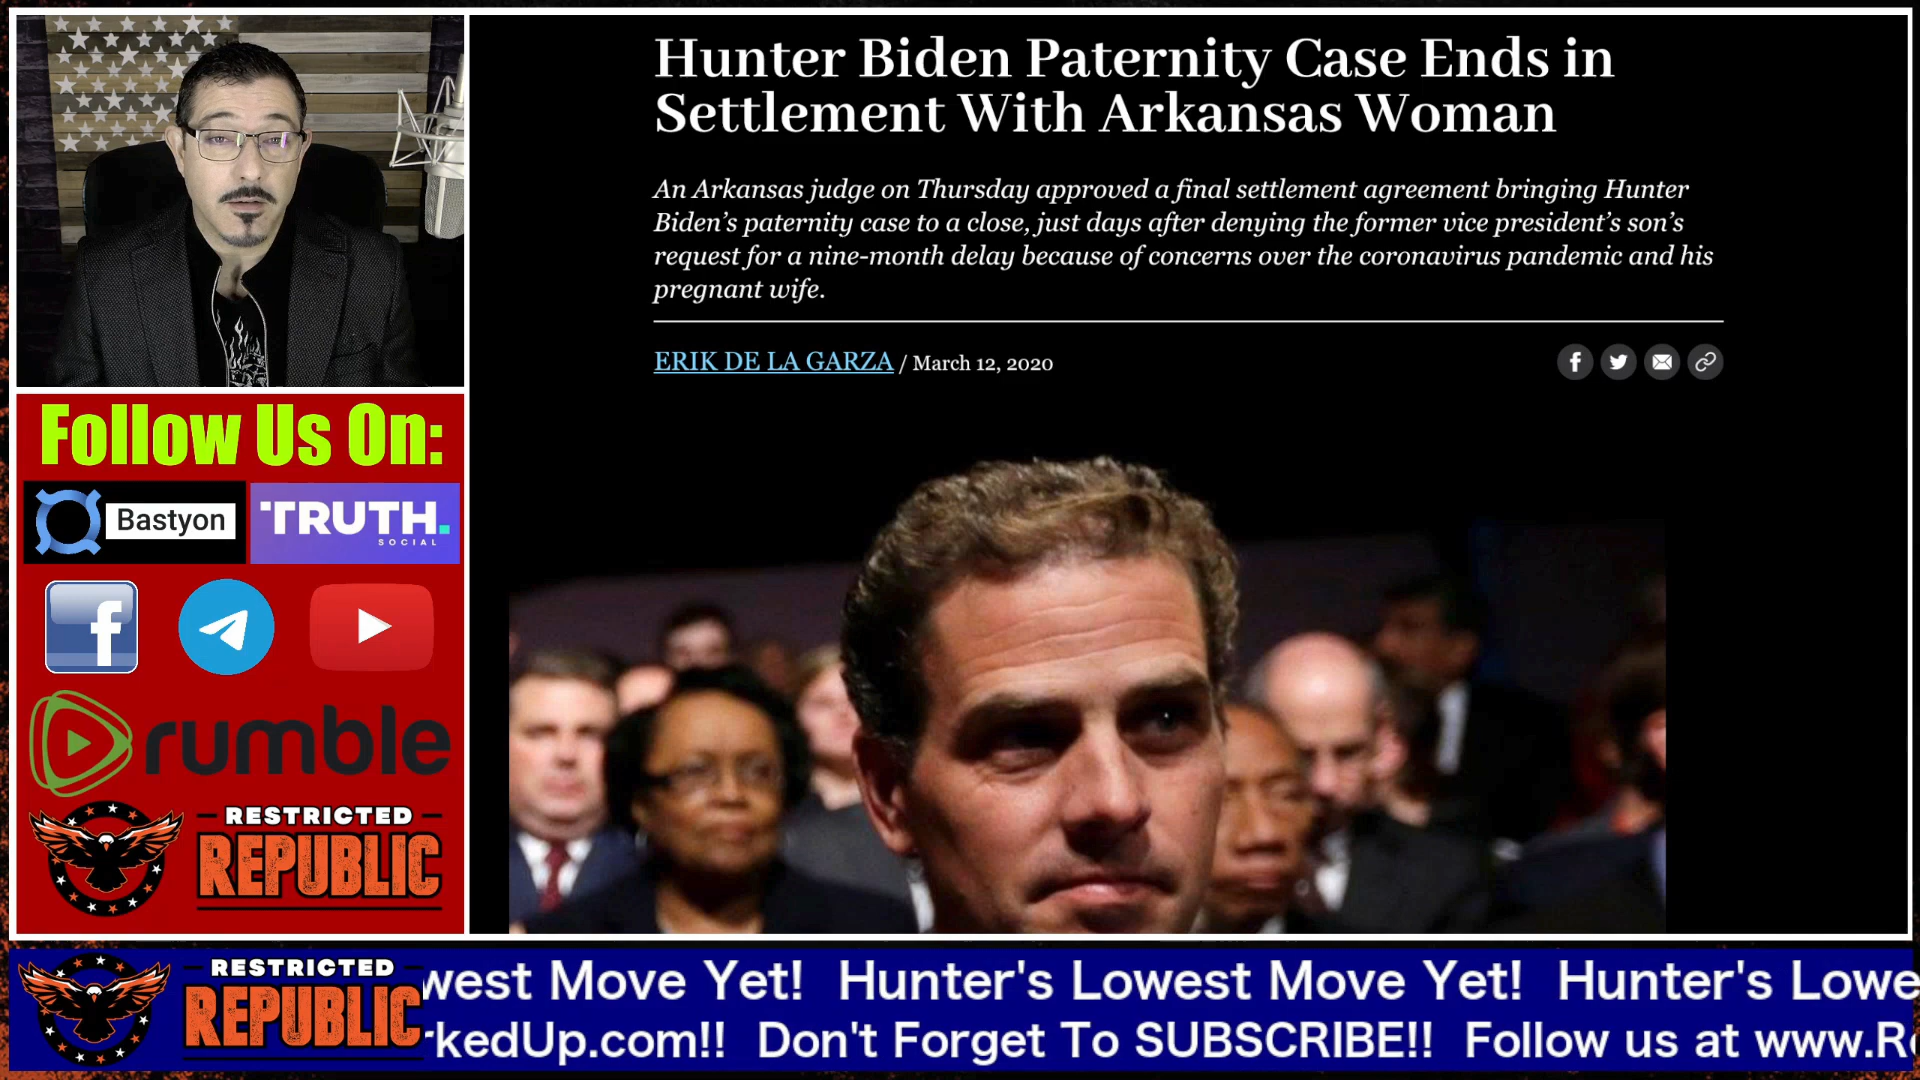 Hunter Biden Paternity Case Ends in
Settlement With Arkansas Woman
An Arkansas judge on Thursday approved a final settlement agreement bringing Hunter
Biden’s paternity case to a close, just days after denying the former vice president’s son’s
request for a nine-month delay because of concerns over the coronavirus pandemic and his
pregnant wife.
ERIK DE LA GARZA / March 12, 2020
Follow Us On:
Bastyon
TRUTH.
SOCIAL
rumble
RESTRICTED
REPUBLIC
RESTRICTED
REPUBLIC
west Move Yet! Hunter's Lowest Move Yet! Hunter's Lowe
rkedUp.com!! Don't Forget To SUBSCRIBE!! Follow us at www.R